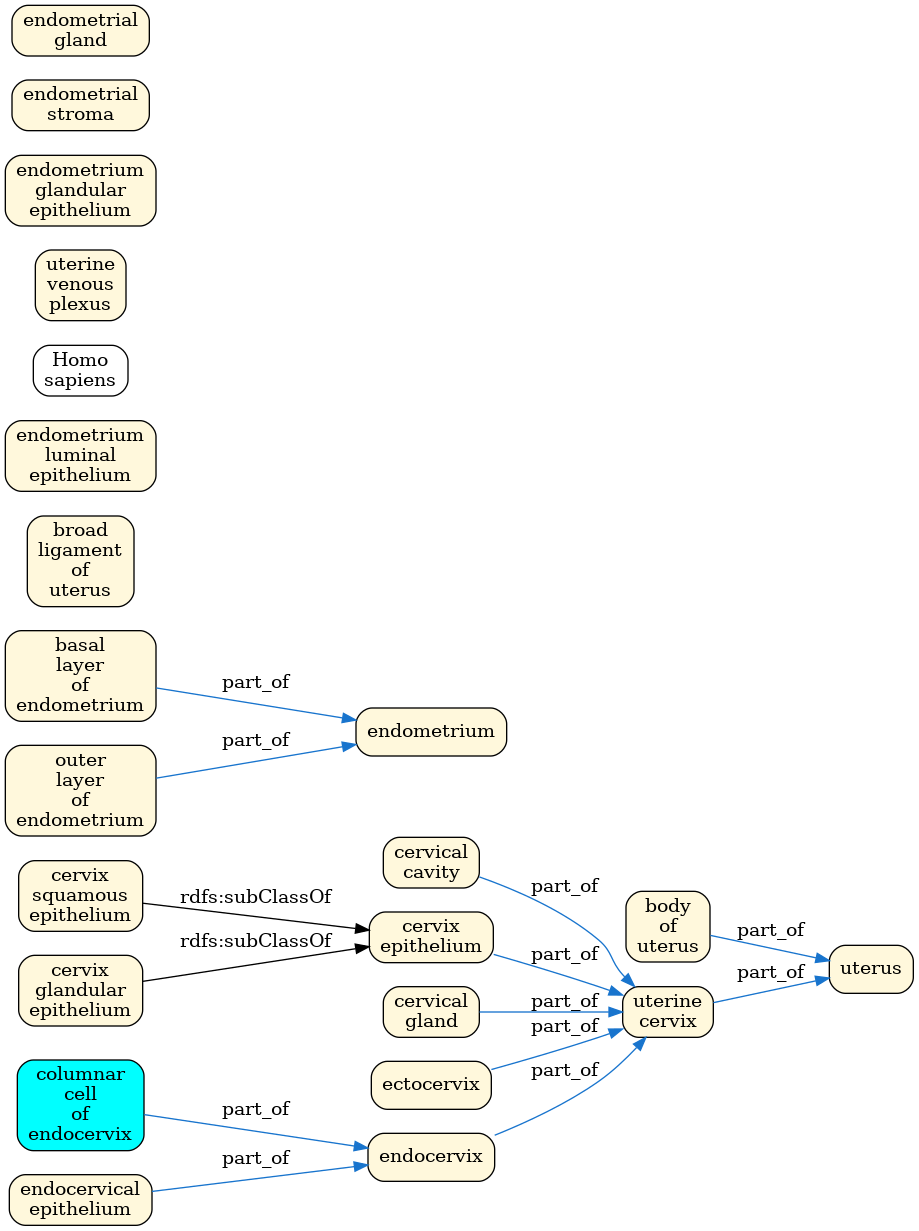 endometrial
gland
endometrial
stroma
endometrium
glandular
epithelium
uterine
venous
plexus
Homo
sapiens
endometrium
luminal
epithelium
broad
ligament
of
uterus
basal
layer
of
endometrium
part_of
endometrium
part_of
outer
layer
of
endometrium
cervix
squamous
epithelium
rdfs:subClassOf
cervix
glandular
epithelium
rdfs:subClassOf
cervical
cavity
part_of
cervix
epithelium
part_of
cervical
gland
part_of
ectocervix
part_of
endocervix
part_of
body
of
uterus
part_of
uterine
cervix
part_of
uterus
columnar
cell
of
endocervix
part_of
endocervical
epithelium
part_of